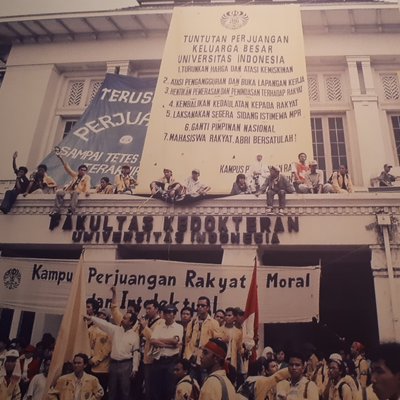 TUNTUTAN PERJUANGAN
KELUARGA BESAR
UNIVERSITAS INDONESIA
1. TURUNKAN HARGA DAN ATASI KEMISKINAN
2. ATASI PENGANGGURAN DAN BUKA LAPANGAN KERJA
3. HENTIKAN PEMERASAN DAN PENINDASAN TERHADAP RAKYAT
4. KEMBALIKAN KEDAULATAN KEPADA RAKYAT
5. LAKSANAKAN SEGERA SIDANG ISTIMEWA MPR
6. GANTI PIMPINAN NASIONAL
7. MAHASISWA RAKYAT, ABRI BERSATULAH!
KAMPUS
TERUS
PERJUA
SAMPAI TETES
FAKULTAS KEDOKTERAN
UNIVERSITAS INDONESIA
Kampus Perjuangan Rakyat Moral
dan Intelektual